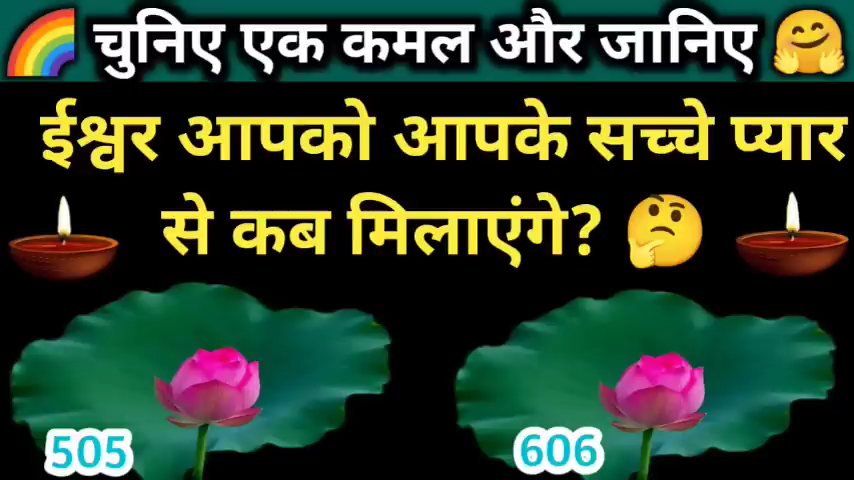 चुनिए एक कमल और जानिए
ईश्वर आपको आपके सच्चे प्यार
से कब मिलाएंगे?
505 606